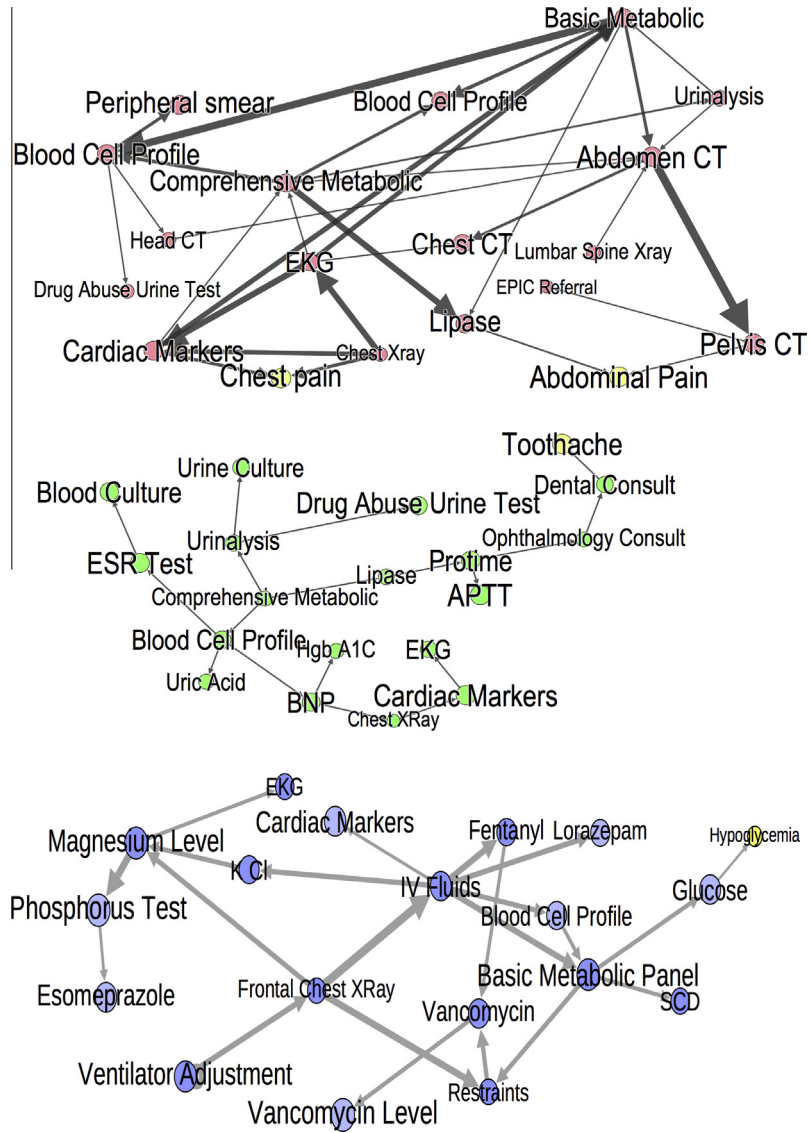 Basic Metabolic
Peripheral smear
Blood Cell Profile
Urinalysis
Blood Cell Profile
Comprehensive Metabolic
Abdomen CT
Head CT
Chest CT
EKG
Lumbar Spine Xray
Drug Abuse Urine Test
EPIC Referral
Lipase
Cardiac Markers
Chest Xray
Pelvis CT
Chest pain
Abdominal Pain
Toothache
Urine Culture
Blood Culture
Dental Consult
Drug Abuse Urine Test
Urinalysis
Ophthalmology Consult
ESR Test
Protime
Lipase
Comprehensive Metabolic
APTT
Blood Cell Profile
Hgb A1C
EKG
Uric Acid
BNP
Cardiac Markers
Chest XRay
EKG
Cardiac Markers
Magnesium Level
Fentanyl
Lorazepam
Hypoglycemia
K Cl
IV Fluids
Glucose
Phosphorus Test
Blood Cell Profile
Basic Metabolic Panel
Esomeprazole
Frontal Chest XRay
SCD
Vancomycin
Ventilator Adjustment
Restraints
Vancomycin Level